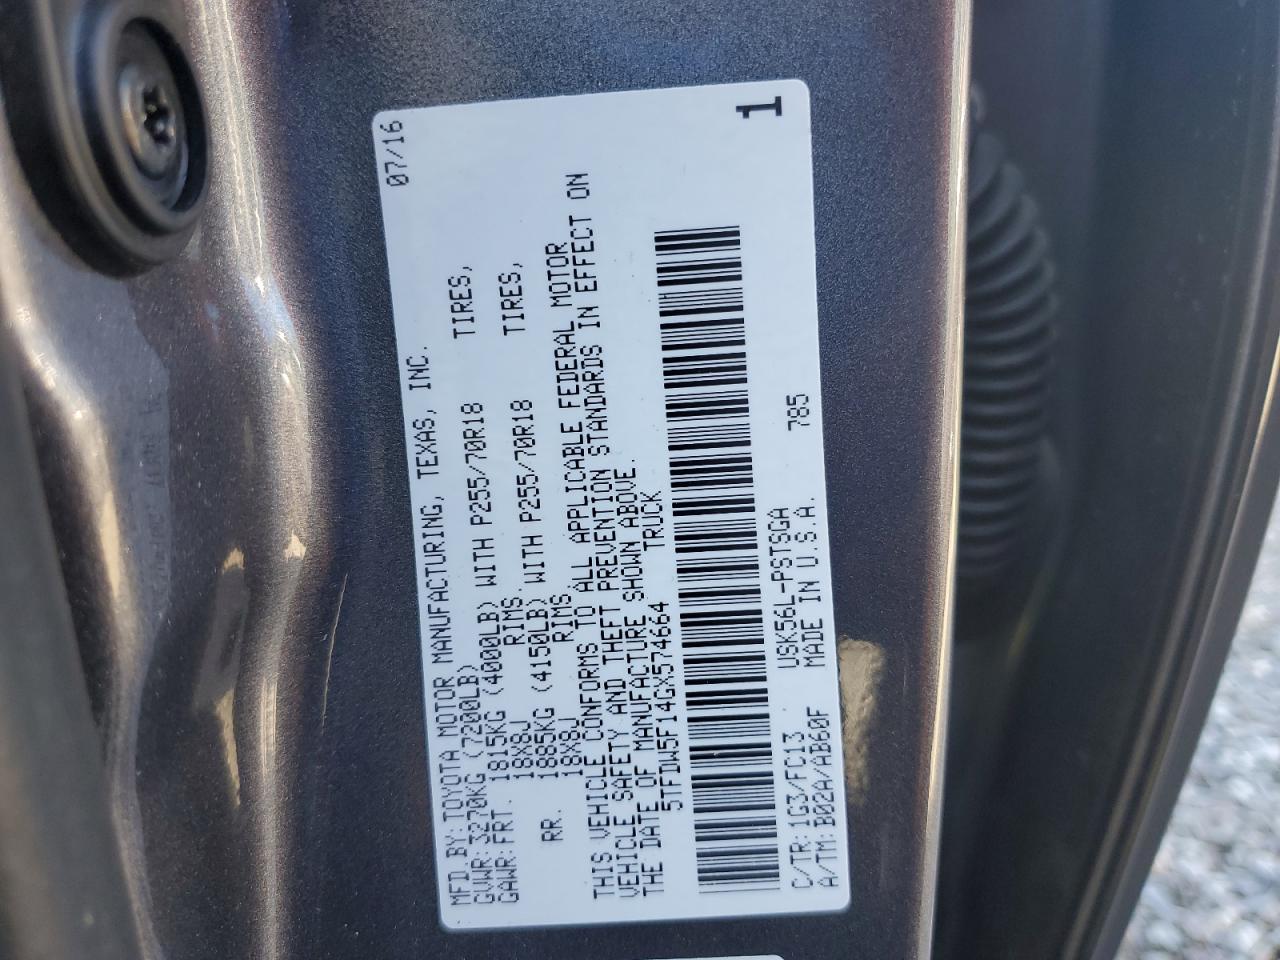 MFD.BY:TOYOTA MOTOR MANUFACTURING, TEXAS, INC. 07/16
GVWR:3270KG (7200LB)
GAWR:FRT. 1815KG (4000LB) WITH P255/70R18 TIRES,
18X8J RIMS.
RR. 1885KG (4150LB) WITH P255/70R18 TIRES,
18X8J RIMS.
THIS VEHICLE CONFORMS TO ALL APPLICABLE FEDERAL MOTOR
VEHICLE SAFETY AND THEFT PREVENTION STANDARDS IN EFFECT ON
THE DATE OF MANUFACTURE SHOWN ABOVE.
5TFDW5F14GX574664 TRUCK
C/TR:1G3/FC13 USK56L-PSTSGA 785
A/TM:B02A/AB60F MADE IN U.S.A.
1